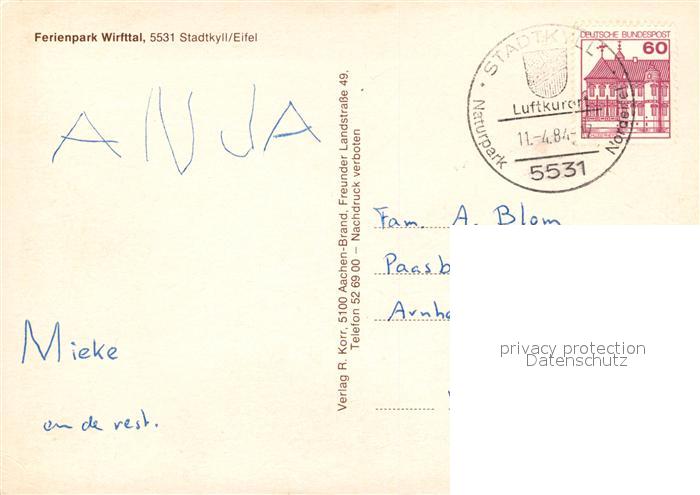 Ferienpark Wirfttal, 5531 Stadtkyll/Eifel
ANJA
Mieke
en de rest.
Verlag R. Korr, 5100 Aachen-Brand, Freunder Landstraße 49,
Telefon 52 69 00 – Nachdruck verboten
STADTKYLL
Luftkurort
Naturpark
11.-4.84-
Nordeifel
5531
DEUTSCHE BUNDESPOST
60
Fam. A. Blom
privacy protection
Datenschutz